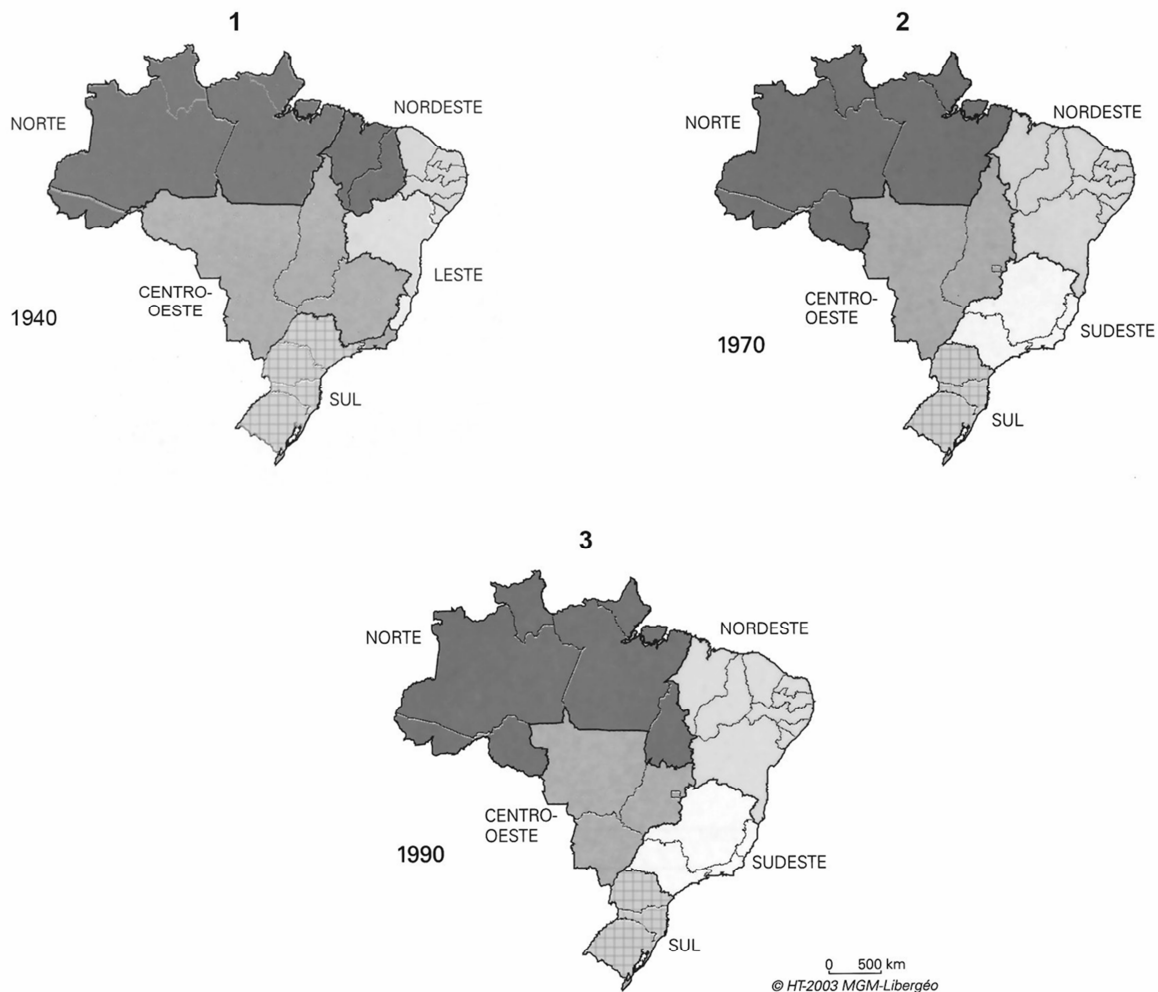 1
NORTE
NORDESTE
LESTE
CENTRO-
OESTE
1940
SUL
2
NORTE
NORDESTE
CENTRO-
OESTE
1970
SUDESTE
SUL
3
NORTE
NORDESTE
CENTRO-
OESTE
1990
SUDESTE
SUL
0 500 km
© HT-2003 MGM-Libergéo